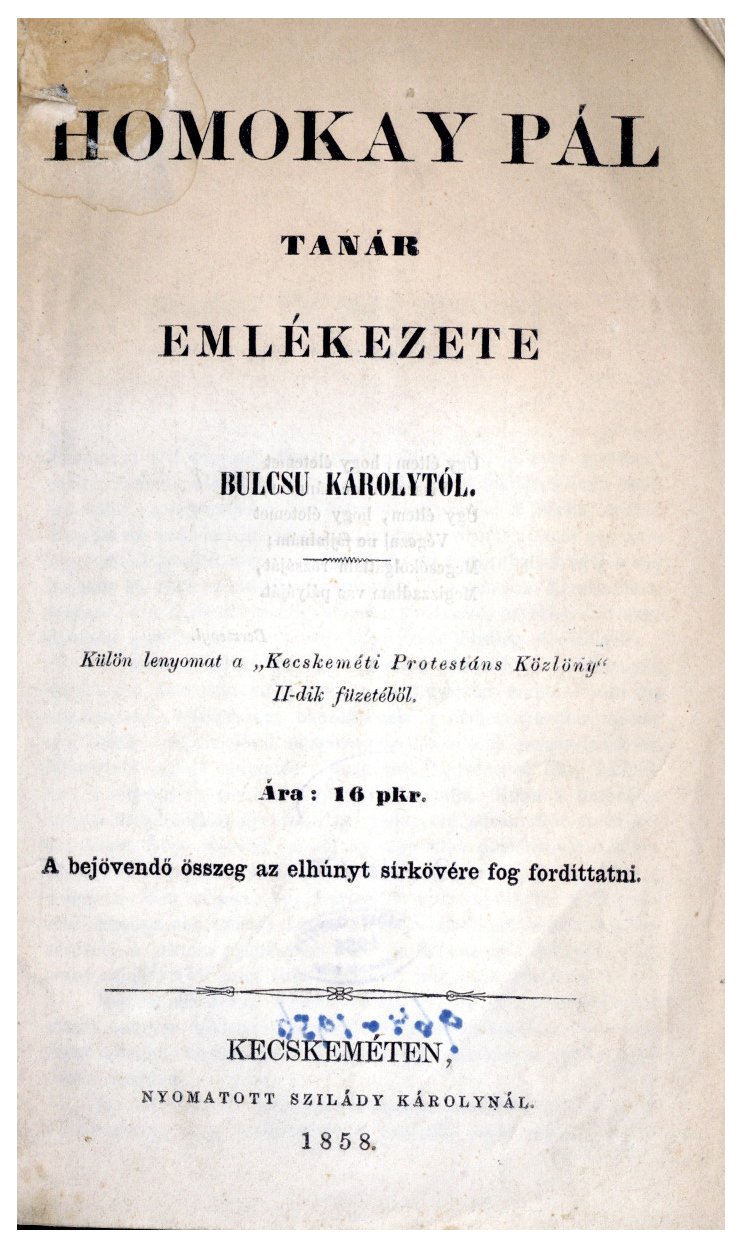 HOMOKAY PÁL
TANÁR
EMLÉKEZETE
BULCSU KÁROLYTÓL.
Külön lenyomat a „Kecskeméti Protestáns Közlöny“
II-dik füzetéből.
Ára: 16 pkr.
A bejövendő összeg az elhúnyt sírkövére fog fordíttatni.
KECSKEMÉTEN,
NYOMATOTT SZILÁDY KÁROLYNÁL.
1858.